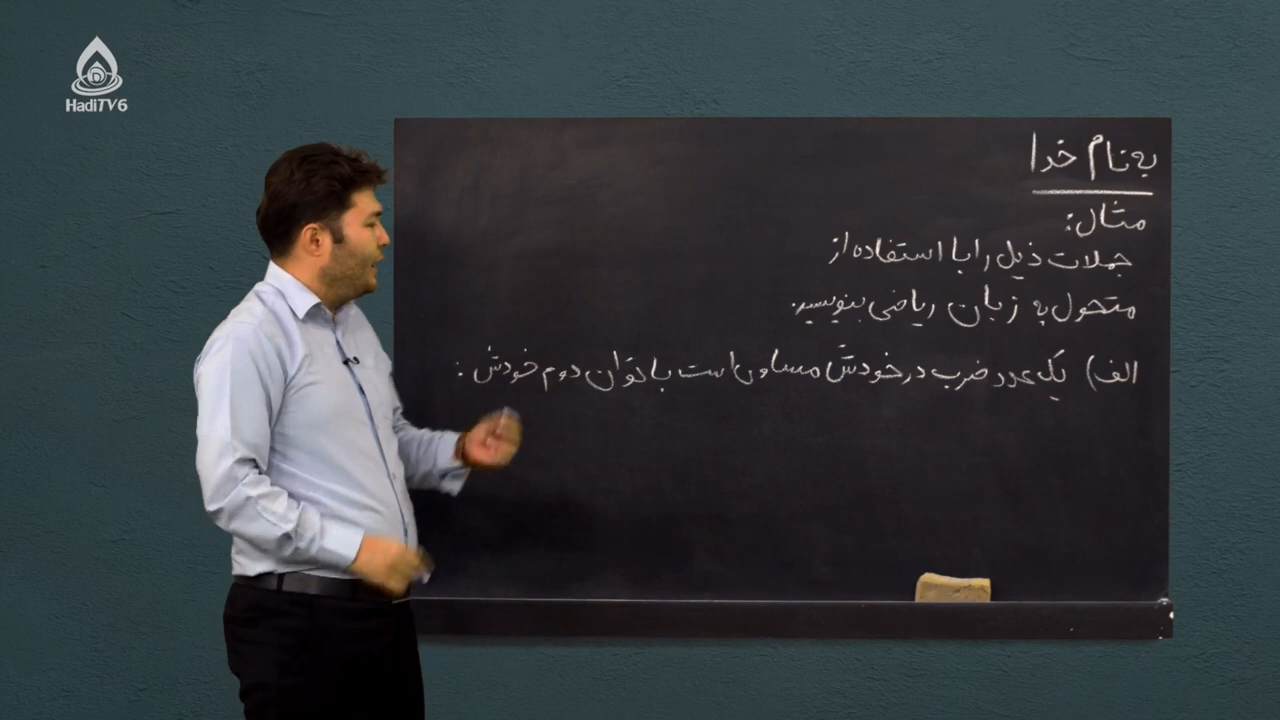 HadiTV6
به نام خدا
مثال:
جملات ذیل را با استفاده از
متحول به زبان ریاضی بنویسید.
الف) یک عدد ضرب در خودش مساوی است با توان دوم خودش :